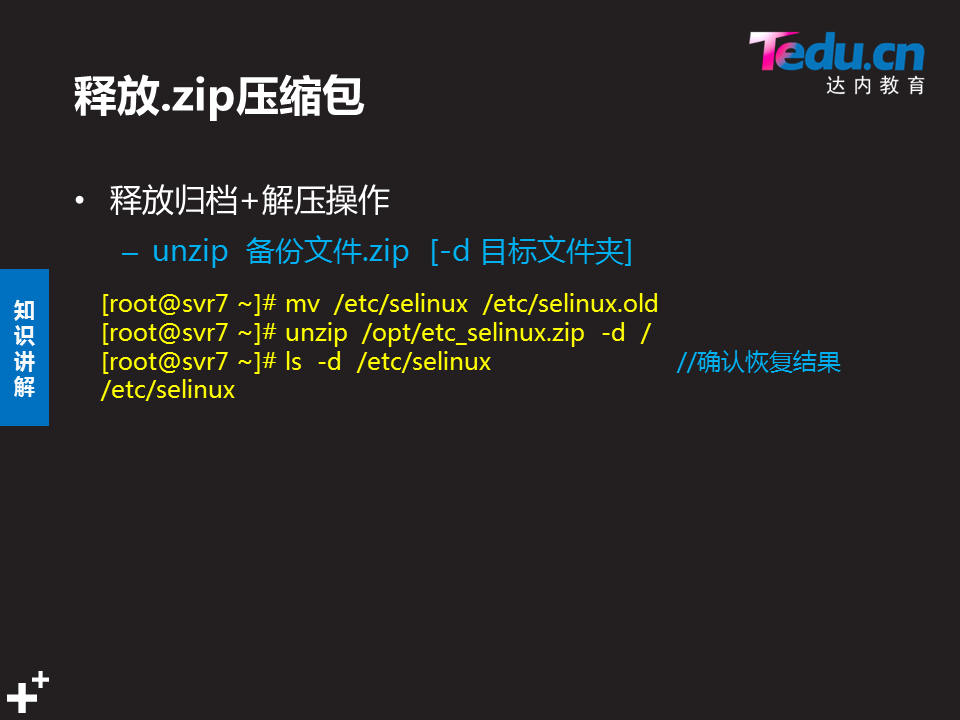 Tedu.cn
达内教育
释放.zip压缩包
• 释放归档+解压操作
– unzip 备份文件.zip [-d 目标文件夹]
知识讲解
[root@svr7 ~]# mv /etc/selinux /etc/selinux.old
[root@svr7 ~]# unzip /opt/etc_selinux.zip -d /
[root@svr7 ~]# ls -d /etc/selinux //确认恢复结果
/etc/selinux